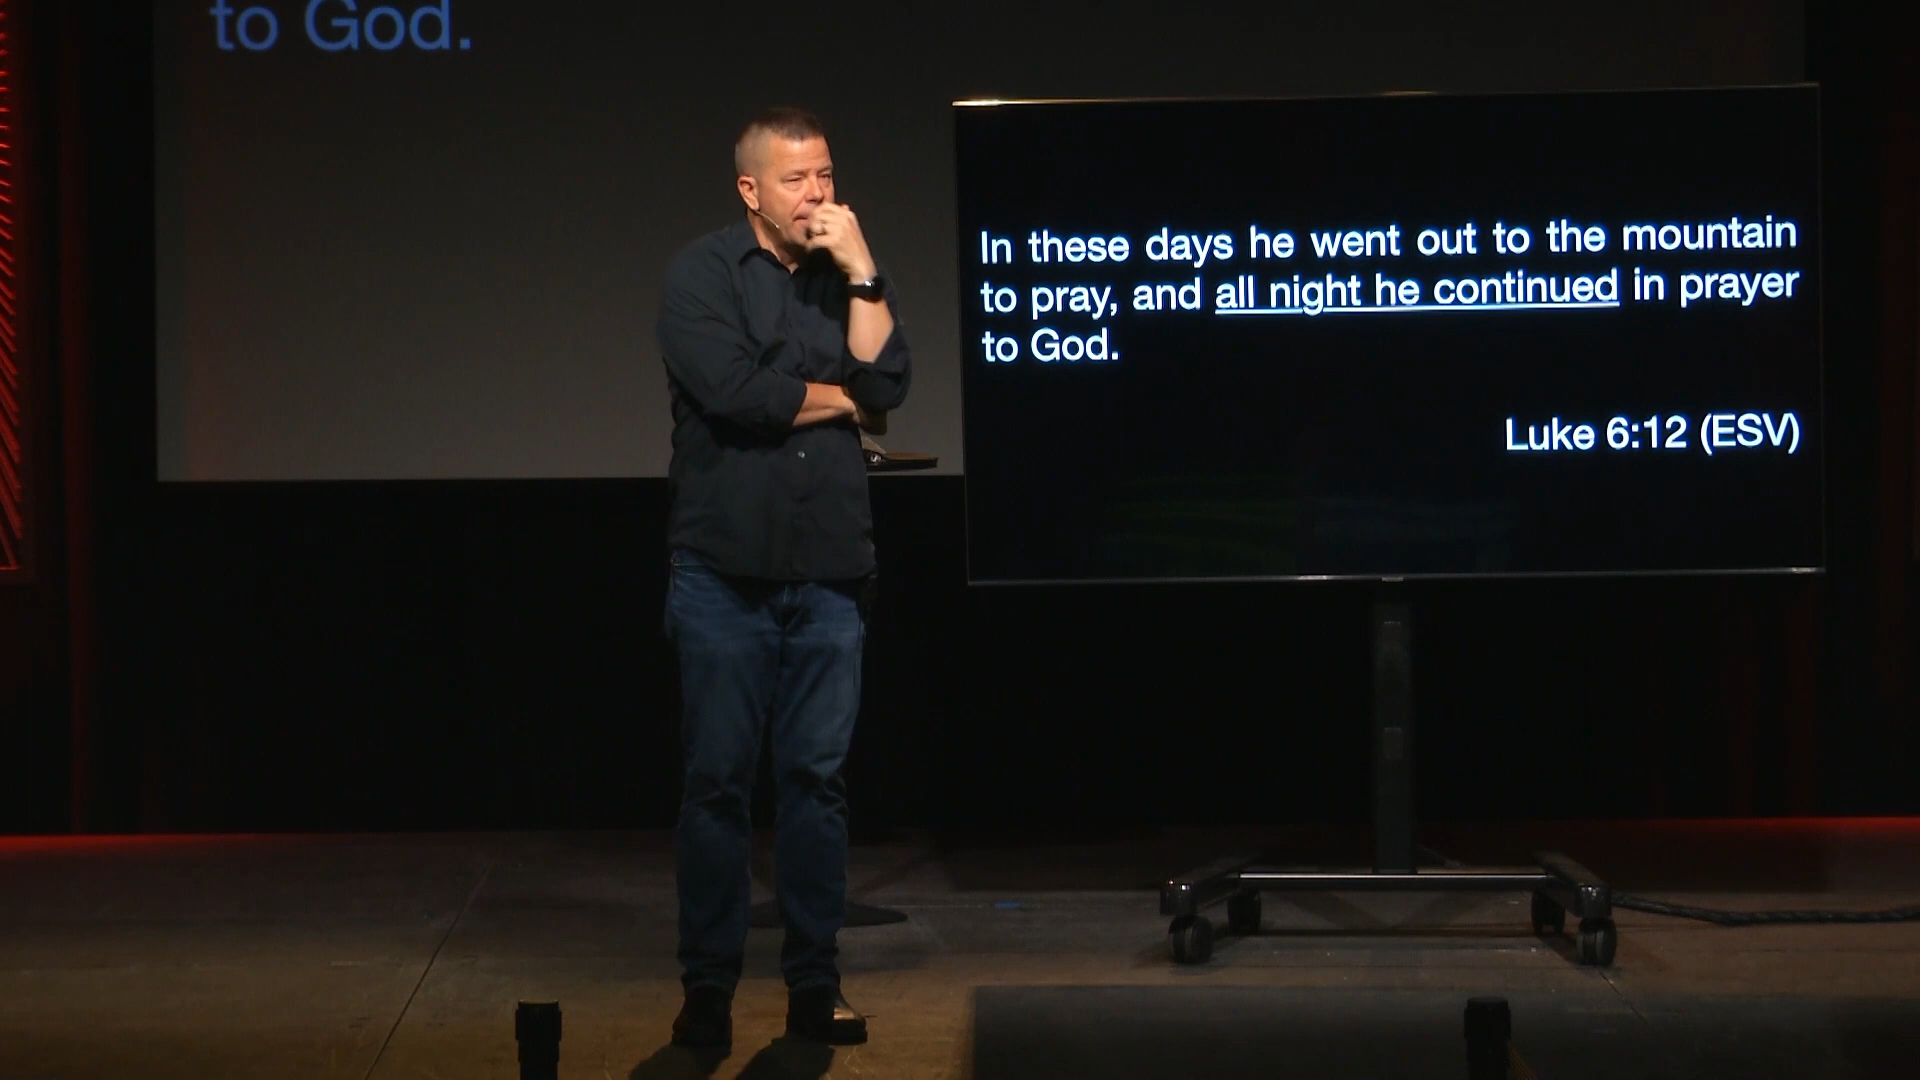 to God.
In these days he went out to the mountain
to pray, and all night he continued in prayer
to God.
Luke 6:12 (ESV)